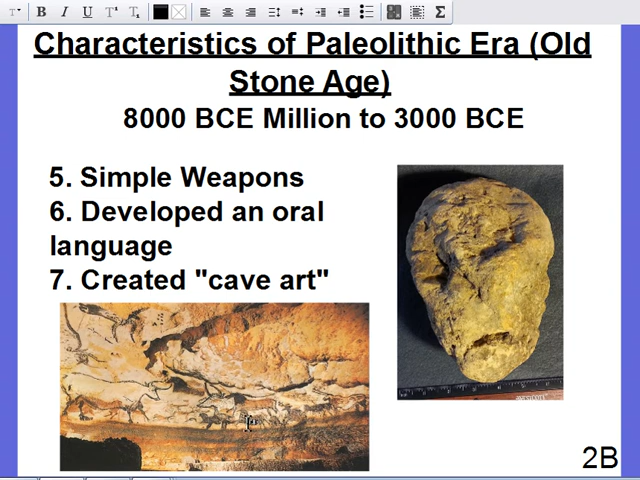 Characteristics of Paleolithic Era (Old
Stone Age)
8000 BCE Million to 3000 BCE
5. Simple Weapons
6. Developed an oral
language
7. Created "cave art"
2B